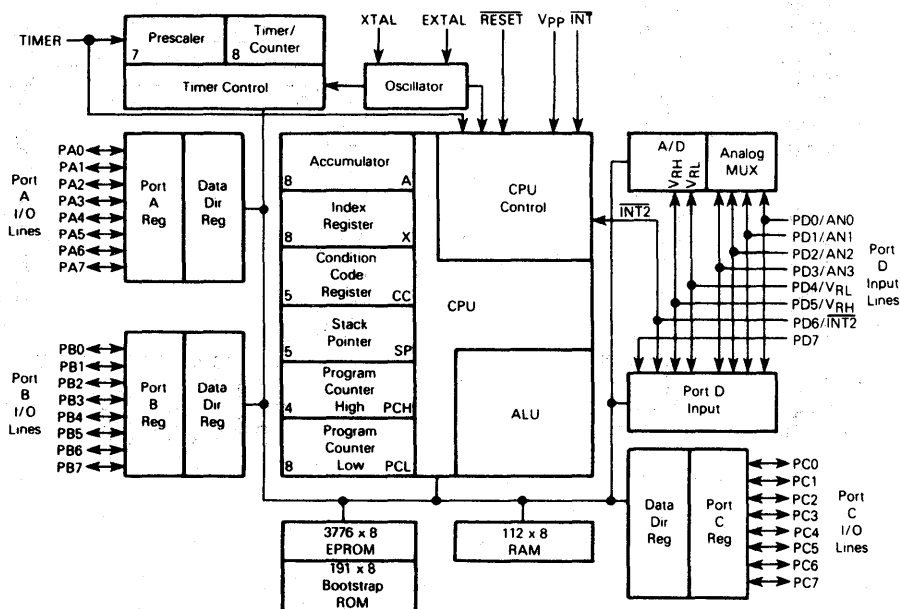 TIMER
Prescaler
7
Timer/
Counter
8
Timer Control
XTAL
EXTAL
RESET
VPP
INT
Oscillator
Port
A
I/O
Lines
PA0
PA1
PA2
PA3
PA4
PA5
PA6
PA7
Port
A
Reg
Data
Dir
Reg
Port
B
I/O
Lines
PB0
PB1
PB2
PB3
PB4
PB5
PB6
PB7
Port
B
Reg
Data
Dir
Reg
Accumulator
8 A
Index
Register
8 X
Condition
Code
Register
5 CC
Stack
Pointer
5 SP
Program
Counter
High
4 PCH
Program
Counter
Low
8 PCL
CPU
Control
CPU
ALU
INT2
A/D
VRH
VRL
Analog
MUX
PD0/AN0
PD1/AN1
PD2/AN2
PD3/AN3
PD4/VRL
PD5/VRH
PD6/INT2
PD7
Port
D
Input
Lines
Port D
Input
Data
Dir
Reg
Port
C
Reg
PC0
PC1
PC2
PC3
PC4
PC5
PC6
PC7
Port
C
I/O
Lines
3776 x 8
EPROM
191 x 8
Bootstrap
ROM
112 x 8
RAM